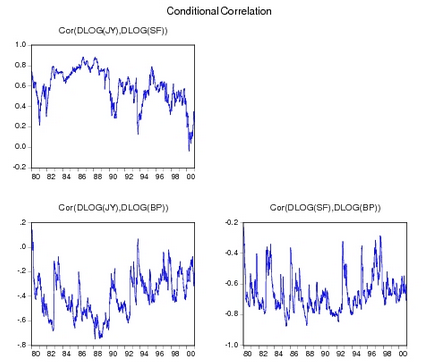 Conditional Correlation
Cor(DLOG(JY),DLOG(SF))
1.0
0.8
0.6
0.4
0.2
0.0
-0.2
80 82 84 86 88 90 92 94 96 98 00
Cor(DLOG(JY),DLOG(BP))
.2
.0
-.2
-.4
-.6
-.8
80 82 84 86 88 90 92 94 96 98 00
Cor(DLOG(SF),DLOG(BP))
-0.2
-0.4
-0.6
-0.8
-1.0
80 82 84 86 88 90 92 94 96 98 00